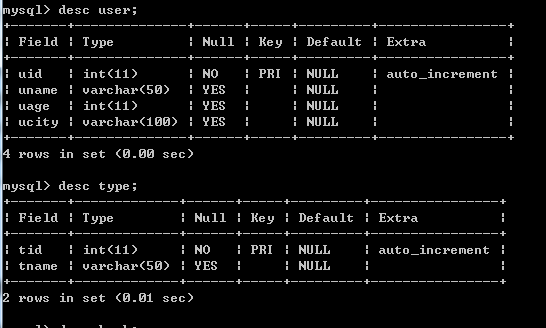 mysql> desc user;
+--------+--------------+------+-----+---------+----------------+
| Field | Type | Null | Key | Default | Extra |
+--------+--------------+------+-----+---------+----------------+
| uid | int(11) | NO | PRI | NULL | auto_increment |
| uname | varchar(50) | YES | | NULL | |
| uage | int(11) | YES | | NULL | |
| ucity | varchar(100) | YES | | NULL | |
+--------+--------------+------+-----+---------+----------------+
4 rows in set (0.00 sec)
mysql> desc type;
+-------+-------------+------+-----+---------+----------------+
| Field | Type | Null | Key | Default | Extra |
+-------+-------------+------+-----+---------+----------------+
| tid | int(11) | NO | PRI | NULL | auto_increment |
| tname | varchar(50) | YES | | NULL | |
+-------+-------------+------+-----+---------+----------------+
2 rows in set (0.01 sec)